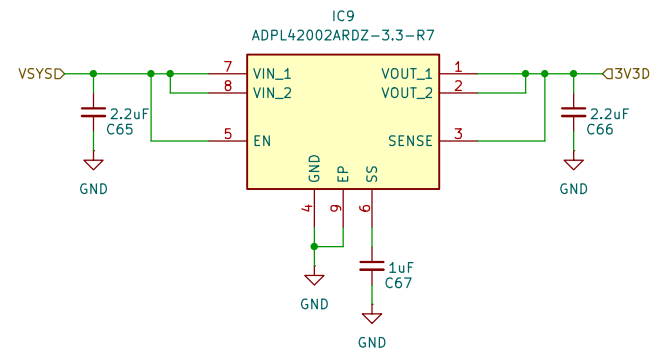 IC9
ADPL42002ARDZ-3.3-R7
VSYS
7
VIN_1
VOUT_1
1
3V3D
8
VIN_2
VOUT_2
2
2.2uF
C65
2.2uF
C66
5
EN
SENSE
3
GND
EP
SS
GND
GND
4
9
6
1uF
C67
GND
GND